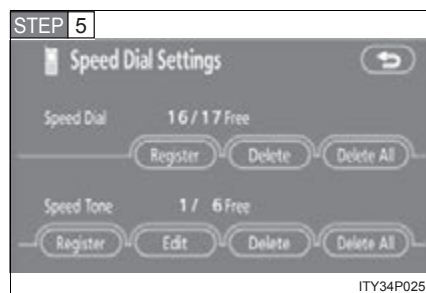 STEP 5
Speed Dial Settings
Speed Dial 16/17 Free
Register Delete Delete All
Speed Tone 1/ 6 Free
Register Edit Delete Delete All
ITY34P025